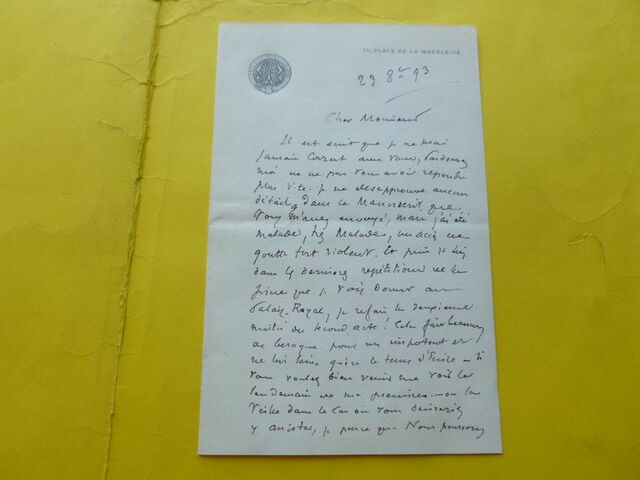 10, PLACE DE LA MADELEINE.
29 8bre 93
Cher Monsieur
Il est écrit que je ne serai
jamais correct avec vous. Pardonnez
moi de ne pas vous avoir répondu
plus vite. Je ne désapprouve aucun
détail dans le Manuscrit que
vous m'avez envoyé, mais j'ai été
malade, très malade, un accès de
goutte fort violent. Et puis je suis
dans les dernières répétitions de la
pièce que je vais donner au
Palais-Royal, je refais la deuxième
moitié du second acte! Cela fait beaucoup
de besogne pour un impotent et
ne lui laisse guère le temps d'écrire – Si
vous voulez bien venir me voir le
lendemain de ma première – ou la
veille dans le cas où vous désireriez
y assister, je pense que nous pourrons